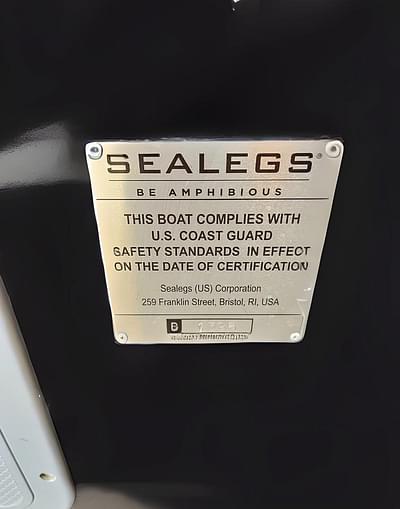 SEALEGS®
BE AMPHIBIOUS
THIS BOAT COMPLIES WITH
U.S. COAST GUARD
SAFETY STANDARDS IN EFFECT
ON THE DATE OF CERTIFICATION
Sealegs (US) Corporation
259 Franklin Street, Bristol, RI, USA
B